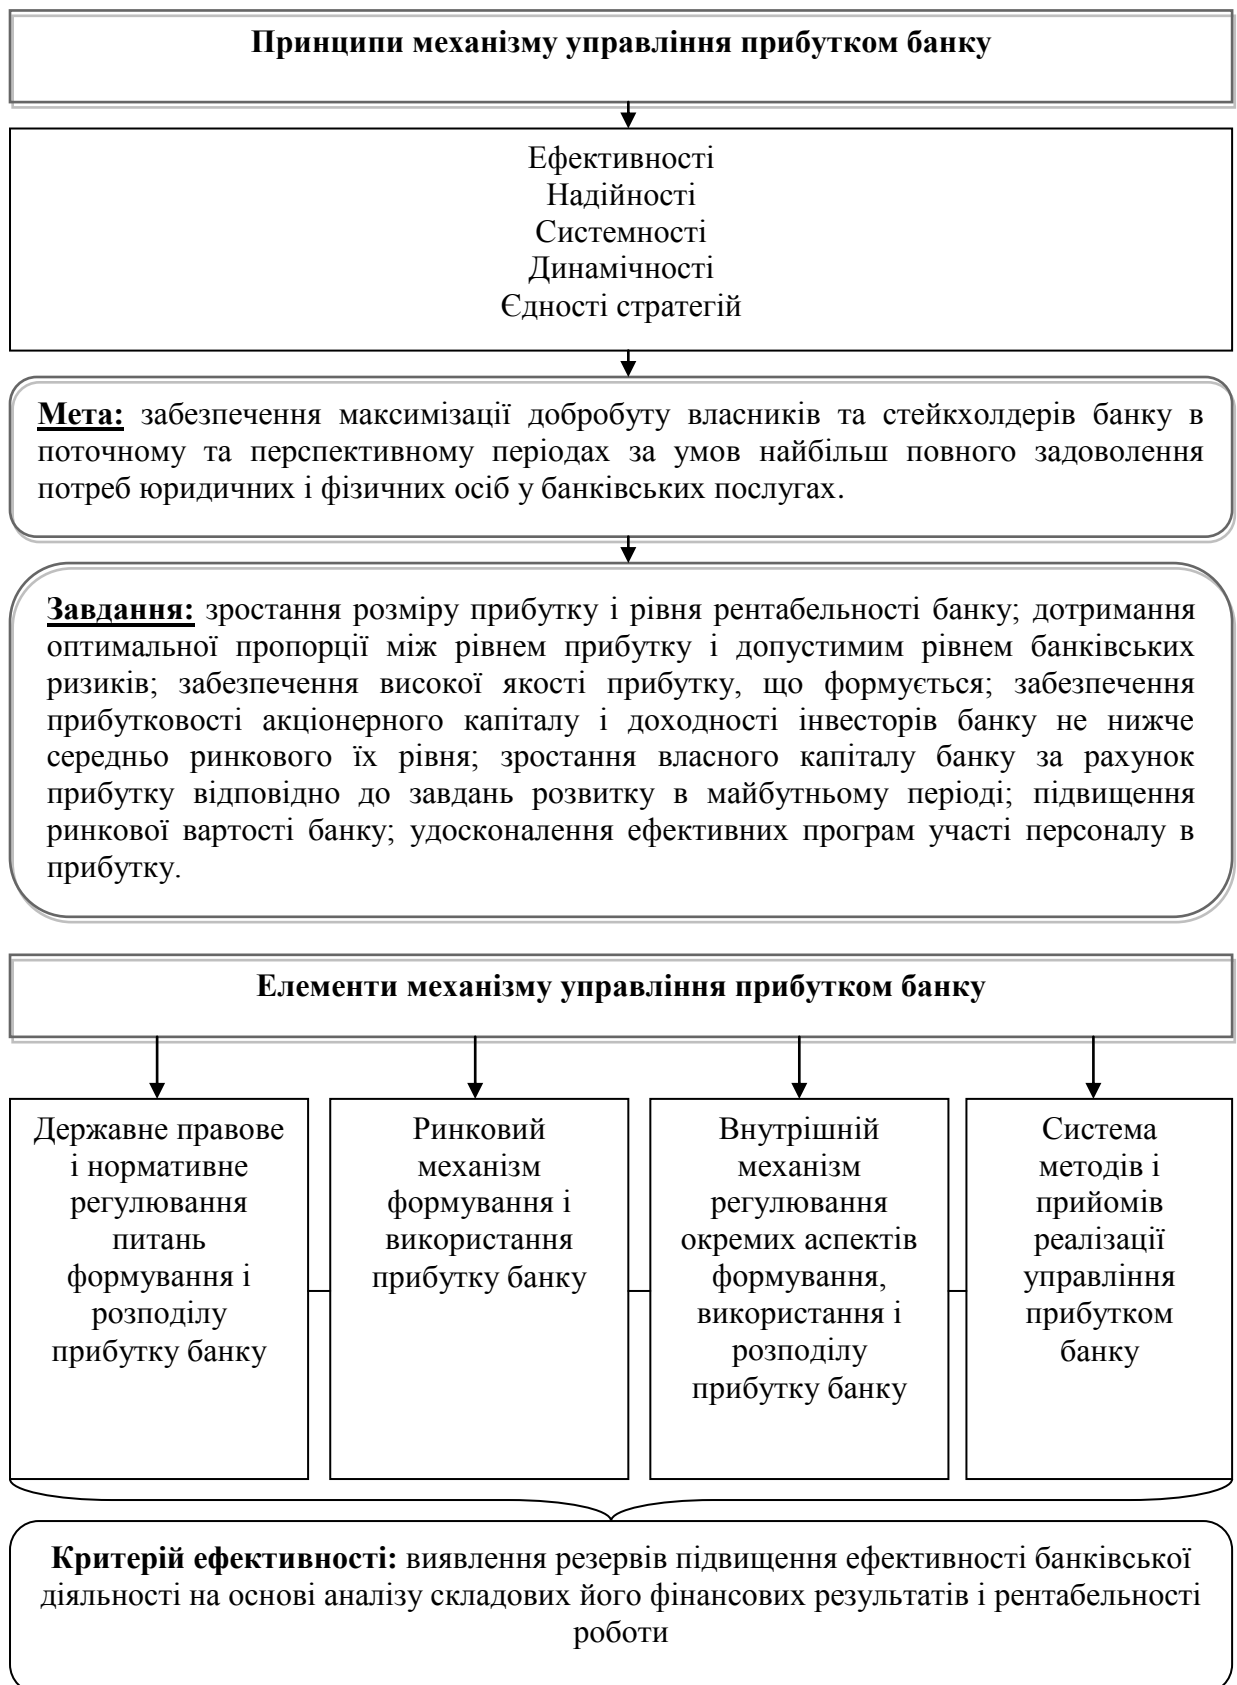 Принципи механізму управління прибутком банку
Ефективності
Надійності
Системності
Динамічності
Єдності стратегій
Мета: забезпечення максимізації добробуту власників та стейкхолдерів банку в
поточному та перспективному періодах за умов найбільш повного задоволення
потреб юридичних і фізичних осіб у банківських послугах.
Завдання: зростання розміру прибутку і рівня рентабельності банку; дотримання
оптимальної пропорції між рівнем прибутку і допустимим рівнем банківських
ризиків; забезпечення високої якості прибутку, що формується; забезпечення
прибутковості акціонерного капіталу і доходності інвесторів банку не нижче
середньо ринкового їх рівня; зростання власного капіталу банку за рахунок
прибутку відповідно до завдань розвитку в майбутньому періоді; підвищення
ринкової вартості банку; удосконалення ефективних програм участі персоналу в
прибутку.
Елементи механізму управління прибутком банку
Державне правове
і нормативне
регулювання
питань
формування і
розподілу
прибутку банку
Ринковий
механізм
формування і
використання
прибутку банку
Внутрішній
механізм
регулювання
окремих аспектів
формування,
використання і
розподілу
прибутку банку
Система
методів і
прийомів
реалізації
управління
прибутком
банку
Критерій ефективності: виявлення резервів підвищення ефективності банківської
діяльності на основі аналізу складових його фінансових результатів і рентабельності
роботи